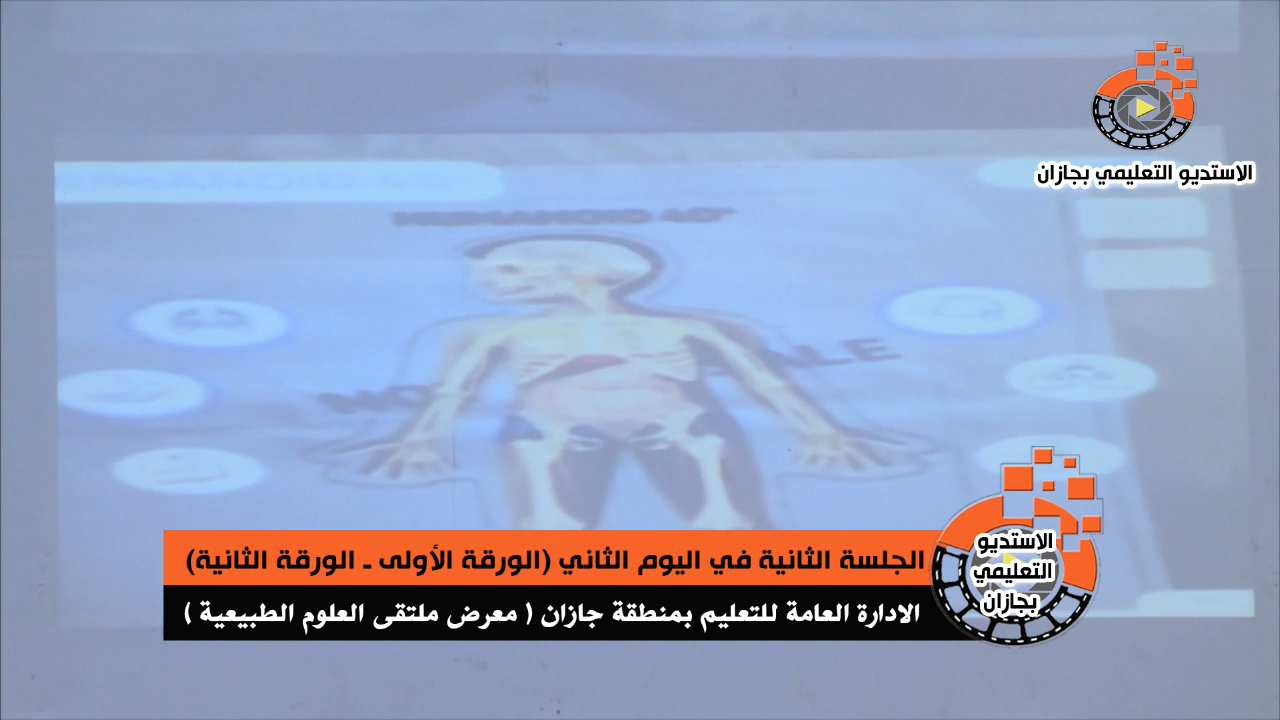 الاستديو التعليمي بجازان
الجلسة الثانية في اليوم الثاني (الورقة الأولى - الورقة الثانية)
الادارة العامة للتعليم بمنطقة جازان ( معرض ملتقى العلوم الطبيعية )
الاستديو
التعليمي
بجازان